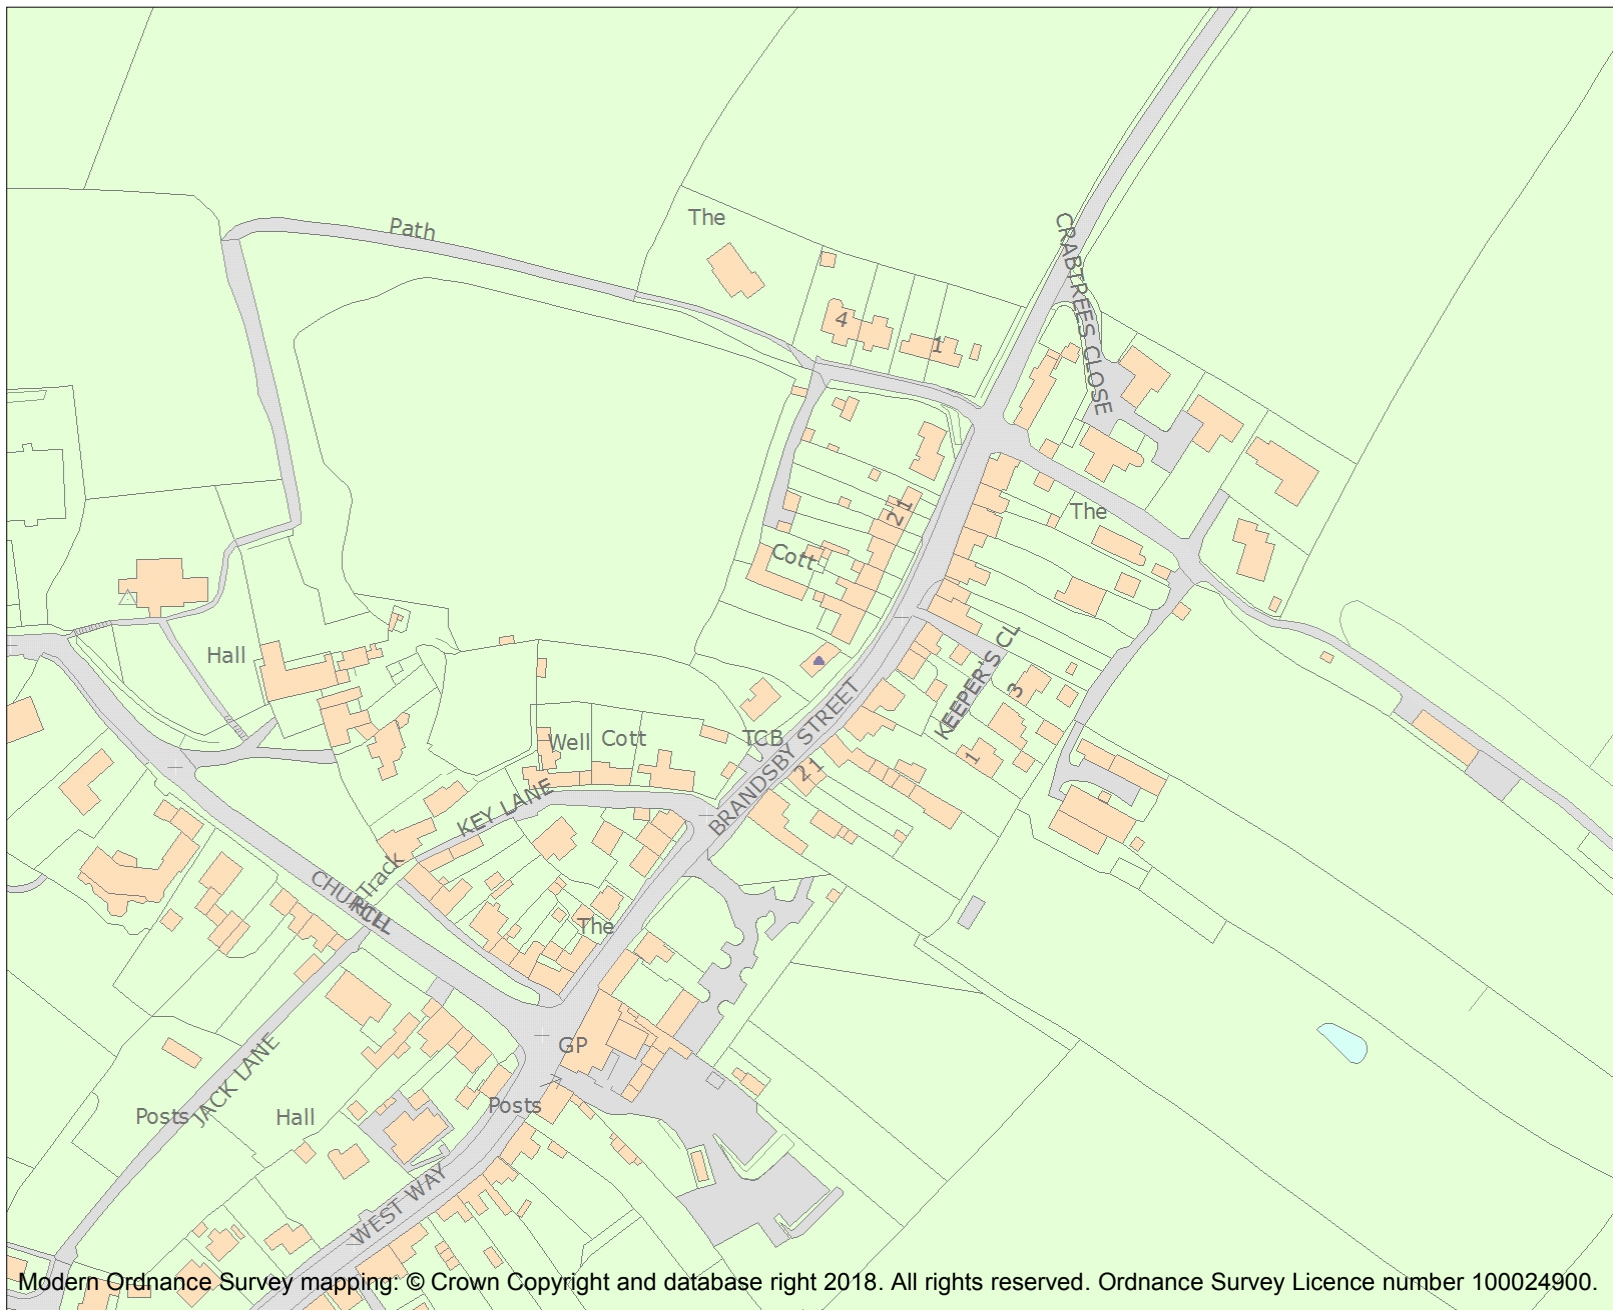 The
Path
CRABTREES CLOSE
4
1
21
The
Cott
Hall
KEEPER'S CL
3
BRANDSBY STREET
TCB
Well
Cott
1
21
KEY LANE
Track
CHURCH
HILL
The
GP
JACK LANE
Posts
Hall
Posts
WEST WAY
Modern Ordnance Survey mapping: © Crown Copyright and database right 2018. All rights reserved. Ordnance Survey Licence number 100024900.